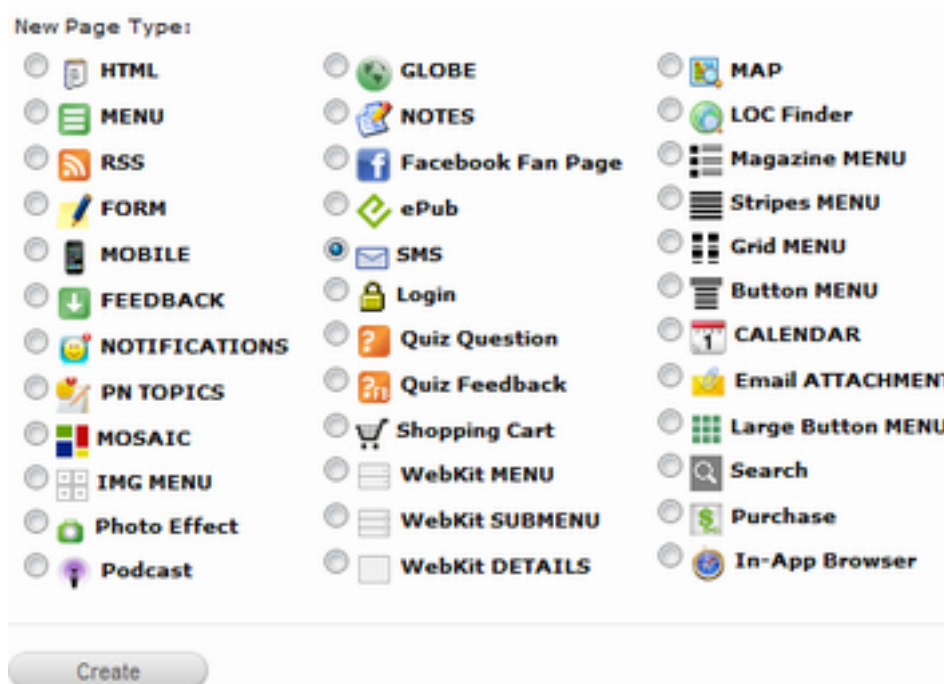 New Page Type:
HTML GLOBE MAP
MENU NOTES LOC Finder
RSS Facebook Fan Page Magazine MENU
FORM ePub Stripes MENU
MOBILE SMS Grid MENU
FEEDBACK Login Button MENU
NOTIFICATIONS Quiz Question CALENDAR
PN TOPICS Quiz Feedback Email ATTACHMENT
MOSAIC Shopping Cart Large Button MENU
IMG MENU WebKit MENU Search
Photo Effect WebKit SUBMENU Purchase
Podcast WebKit DETAILS In-App Browser
Create